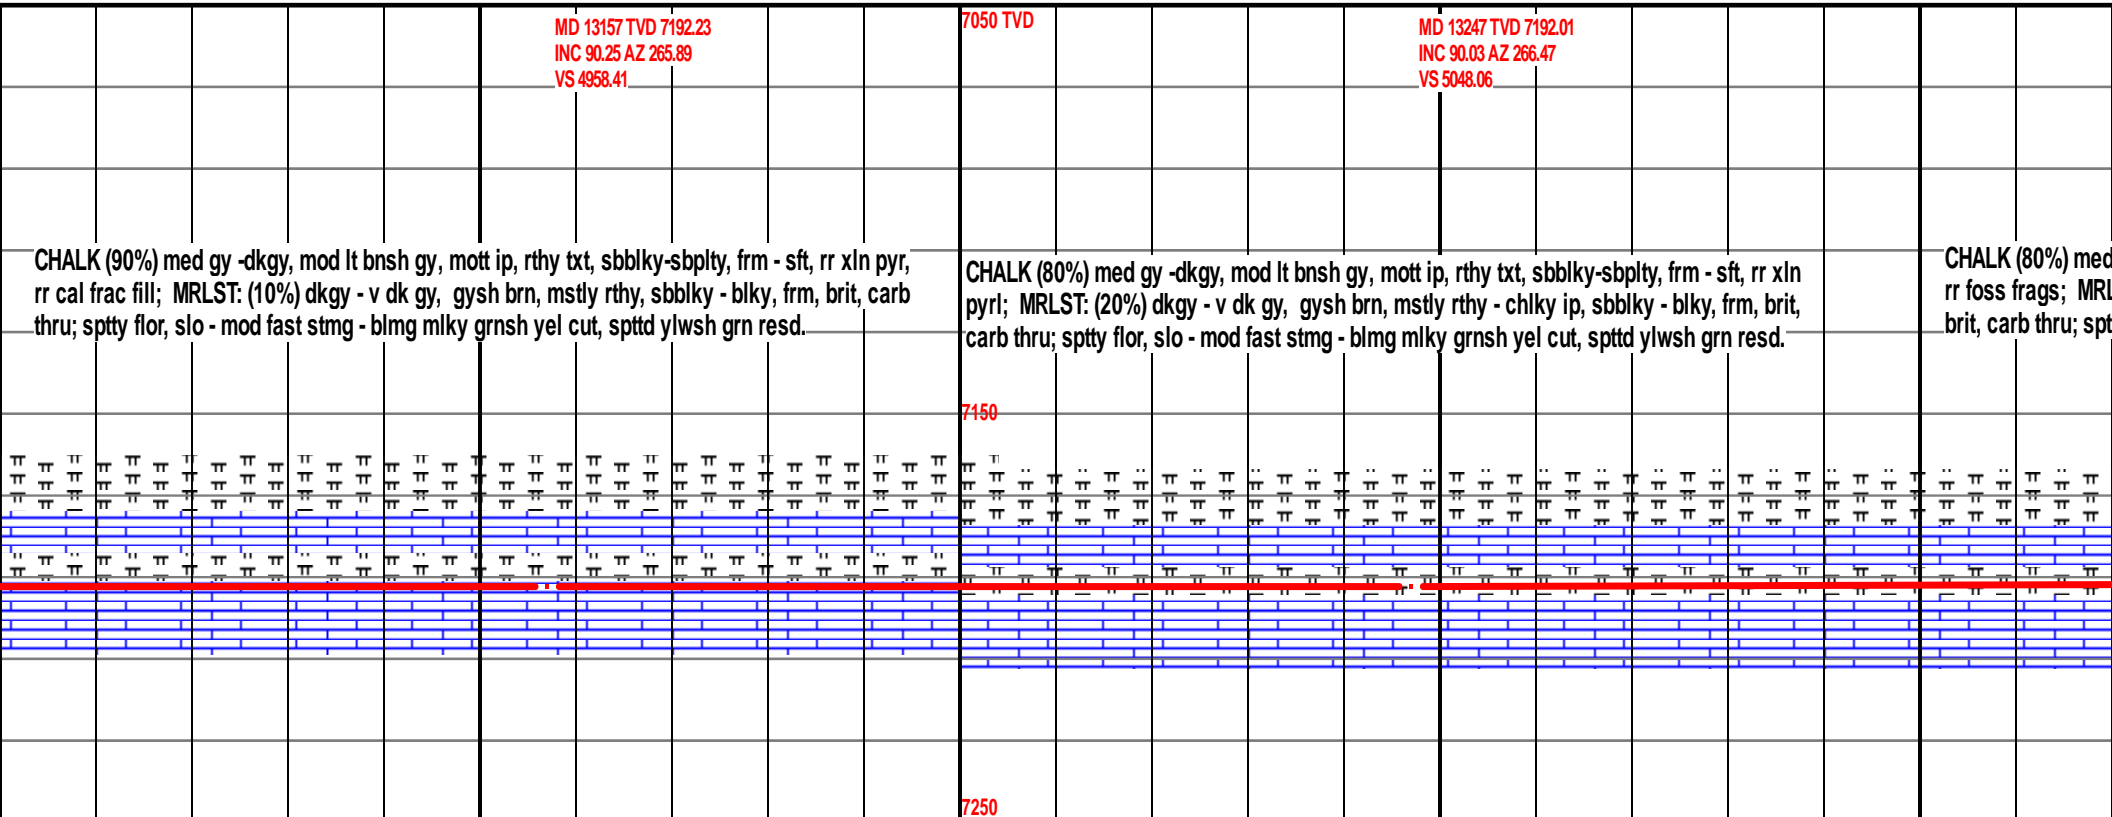 MD 13157 TVD 7192.23
INC 90.25 AZ 265.89
VS 4958.41
7050 TVD
MD 13247 TVD 7192.01
INC 90.03 AZ 266.47
VS 5048.06
CHALK (90%) med gy -dkgy, mod lt bnsh gy, mott ip, rthy txt, sbblky-sbplty, frm - sft, rr xln pyr,
rr cal frac fill; MRLST: (10%) dkgy - v dk gy, gysh brn, mstly rthy, sbblky - blky, frm, brit, carb
thru; sptty flor, slo - mod fast stmg - blmg mlky grnsh yel cut, spttd ylwsh grn resd.
CHALK (80%) med gy -dkgy, mod lt bnsh gy, mott ip, rthy txt, sbblky-sbplty, frm - sft, rr xln
pyrl; MRLST: (20%) dkgy - v dk gy, gysh brn, mstly rthy - chlky ip, sbblky - blky, frm, brit,
carb thru; sptty flor, slo - mod fast stmg - blmg mlky grnsh yel cut, spttd ylwsh grn resd.
CHALK (80%) med
rr foss frags; MRL
brit, carb thru; spt
7150
7250